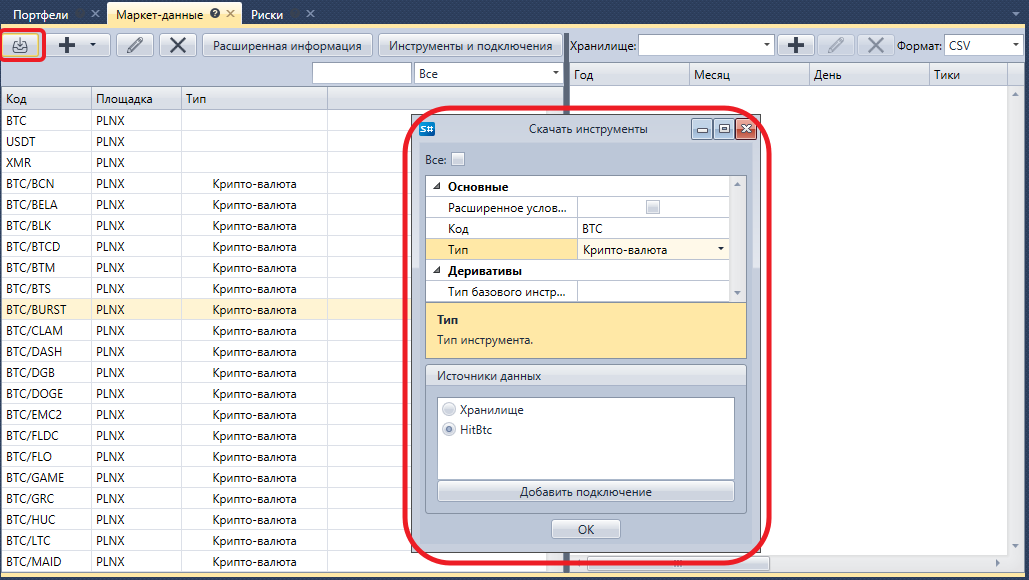 Портфели Маркет-данные ? Риски
Расширенная информация Инструменты и подключения Хранилище: Формат: CSV
Все
Год Месяц День Тики
Код Площадка Тип
BTC PLNX
USDT PLNX
XMR PLNX
BTC/BCN PLNX Крипто-валюта
BTC/BELA PLNX Крипто-валюта
BTC/BLK PLNX Крипто-валюта
BTC/BTCD PLNX Крипто-валюта
BTC/BTM PLNX Крипто-валюта
BTC/BTS PLNX Крипто-валюта
BTC/BURST PLNX Крипто-валюта
BTC/CLAM PLNX Крипто-валюта
BTC/DASH PLNX Крипто-валюта
BTC/DGB PLNX Крипто-валюта
BTC/DOGE PLNX Крипто-валюта
BTC/EMC2 PLNX Крипто-валюта
BTC/FLDC PLNX Крипто-валюта
BTC/FLO PLNX Крипто-валюта
BTC/GAME PLNX Крипто-валюта
BTC/GRC PLNX Крипто-валюта
BTC/HUC PLNX Крипто-валюта
BTC/LTC PLNX Крипто-валюта
BTC/MAID PLNX Крипто-валюта
S# Скачать инструменты
Все:
Основные
Расширенное услов...
Код BTC
Тип Крипто-валюта
Деривативы
Тип базового инстр...
Тип
Тип инструмента.
Источники данных
Хранилище
HitBtc
Добавить подключение
OK